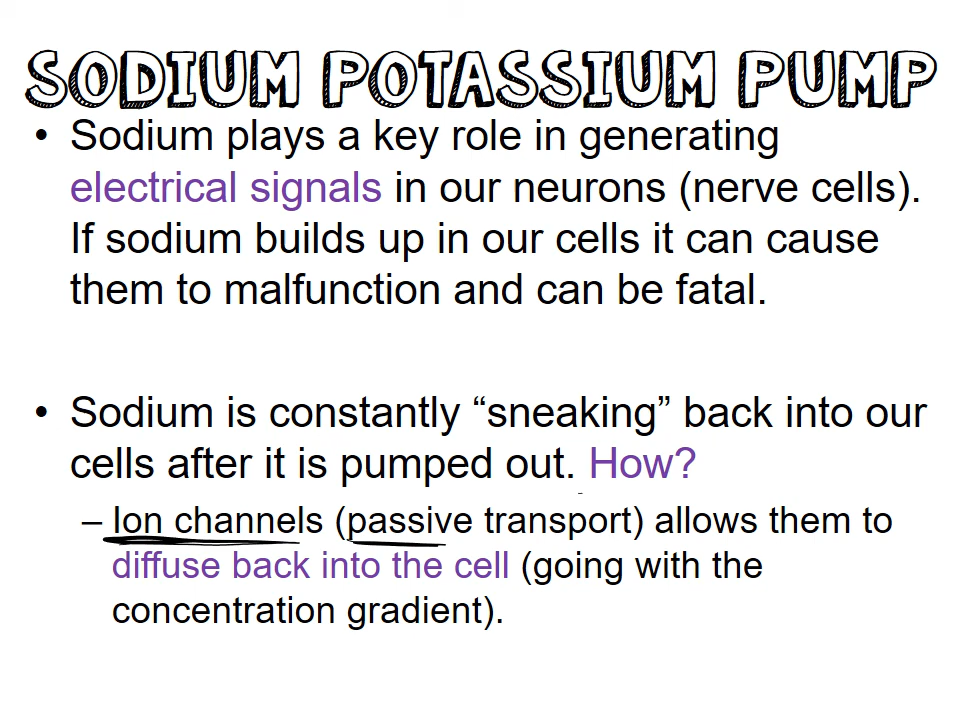 SODIUM POTASSIUM PUMP
• Sodium plays a key role in generating
electrical signals in our neurons (nerve cells).
If sodium builds up in our cells it can cause
them to malfunction and can be fatal.
• Sodium is constantly “sneaking” back into our
cells after it is pumped out. How?
– Ion channels (passive transport) allows them to
diffuse back into the cell (going with the
concentration gradient).